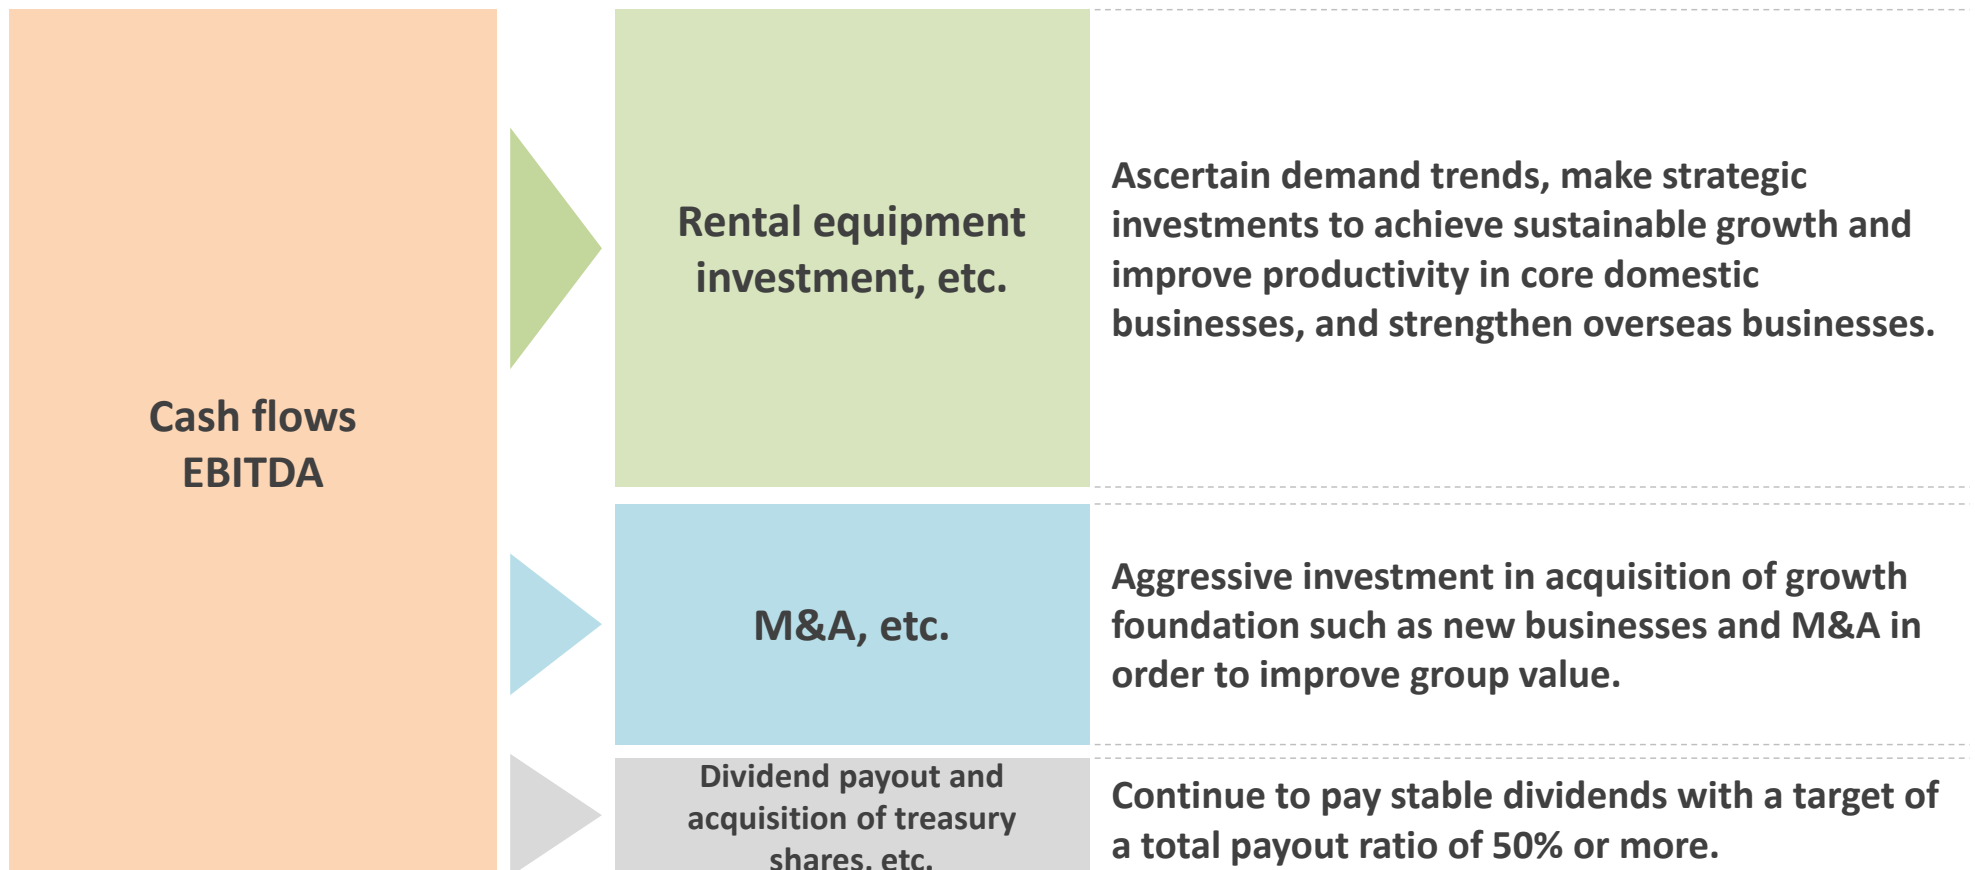 Cash flows
EBITDA
Rental equipment
investment, etc.
Ascertain demand trends, make strategic
investments to achieve sustainable growth and
improve productivity in core domestic
businesses, and strengthen overseas businesses.
M&A, etc.
Aggressive investment in acquisition of growth
foundation such as new businesses and M&A in
order to improve group value.
Dividend payout and
acquisition of treasury
shares, etc.
Continue to pay stable dividends with a target of
a total payout ratio of 50% or more.